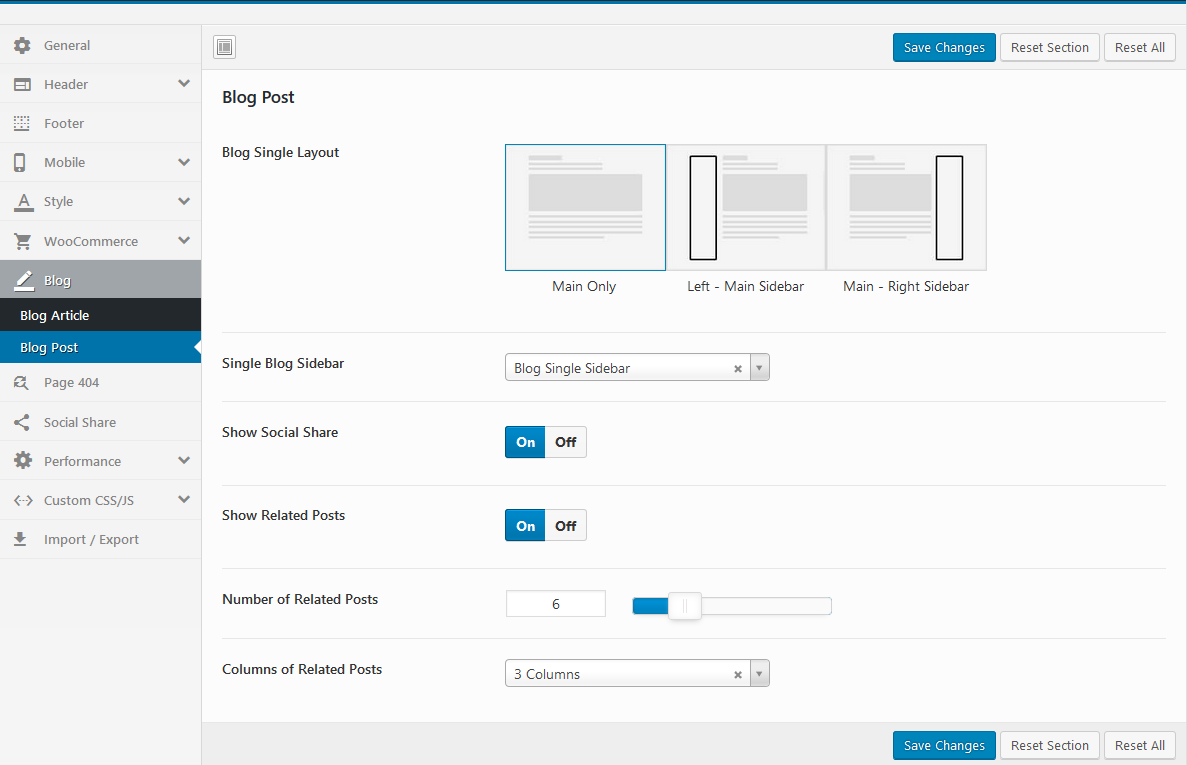 General
Header
Footer
Mobile
Style
WooCommerce
Blog
Blog Article
Blog Post
Page 404
Social Share
Performance
Custom CSS/JS
Import / Export
Save Changes
Reset Section
Reset All
Blog Post
Blog Single Layout
Main Only
Left - Main Sidebar
Main - Right Sidebar
Single Blog Sidebar
Blog Single Sidebar
Show Social Share
On Off
Show Related Posts
On Off
Number of Related Posts
6
Columns of Related Posts
3 Columns
Save Changes
Reset Section
Reset All